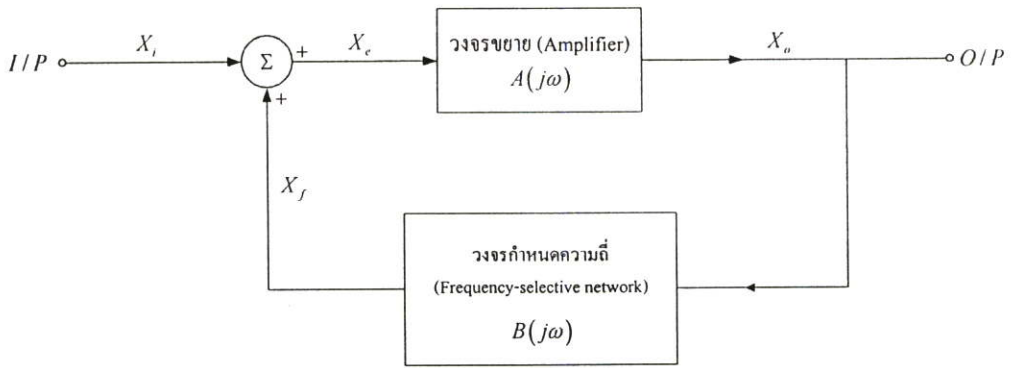 I/P
X_i
Σ
+
+
X_e
วงจรขยาย (Amplifier)
A(jω)
X_o
O/P
X_f
วงจรกำหนดความถี่
(Frequency-selective network)
B(jω)